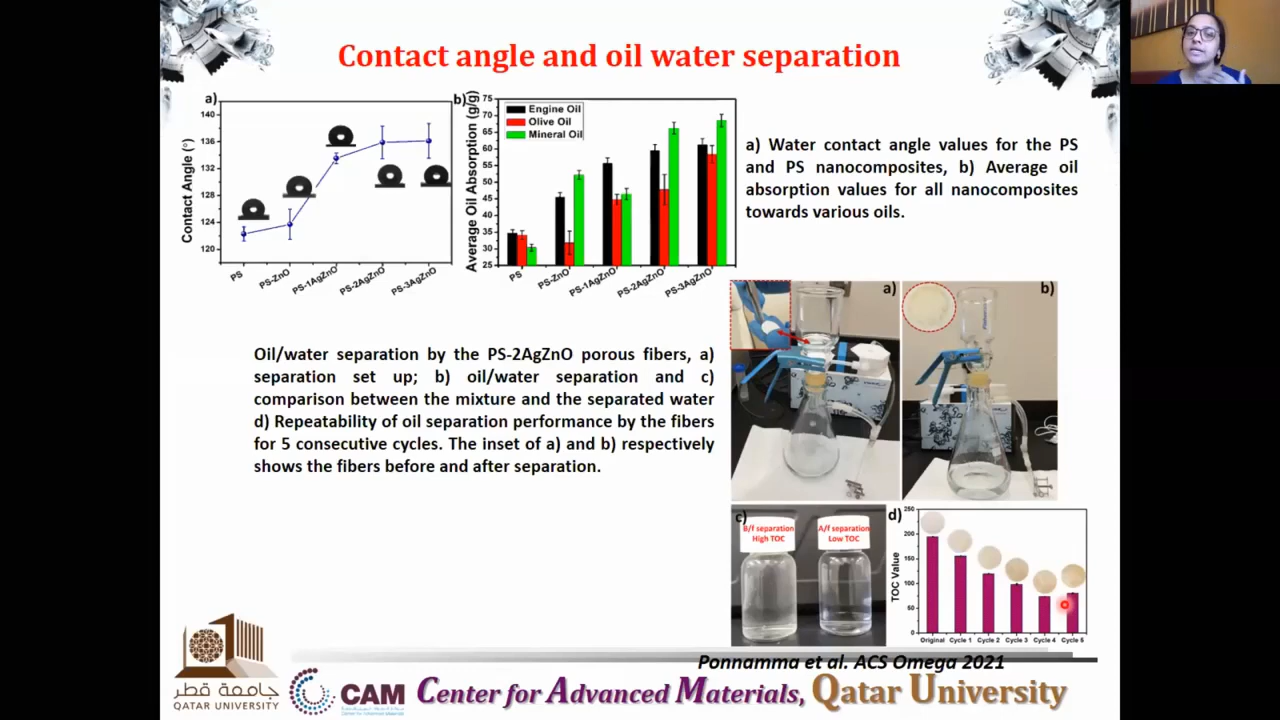 Contact angle and oil water separation
a)
140
136
132
128
124
120
Contact Angle (°)
PS
PS-ZnO
PS-1AgZnO
PS-2AgZnO
PS-3AgZnO
b)
75
70
65
60
55
50
45
40
35
30
25
Average Oil Absorption (g/g)
Engine Oil
Olive Oil
Mineral Oil
PS
PS-ZnO
PS-1AgZnO
PS-2AgZnO
PS-3AgZnO
a) Water contact angle values for the PS
and PS nanocomposites, b) Average oil
absorption values for all nanocomposites
towards various oils.
Oil/water separation by the PS-2AgZnO porous fibers, a)
separation set up; b) oil/water separation and c)
comparison between the mixture and the separated water
d) Repeatability of oil separation performance by the fibers
for 5 consecutive cycles. The inset of a) and b) respectively
shows the fibers before and after separation.
a)
b)
c)
B/f separation
High TOC
A/f separation
Low TOC
d)
250
200
150
100
50
0
TOC Value
Original
Cycle 1
Cycle 2
Cycle 3
Cycle 4
Cycle 5
Ponnamma et al. ACS Omega 2021
جامعة قطر
QATAR UNIVERSITY
CAM
Center for Advanced Materials
Center for Advanced Materials, Qatar University